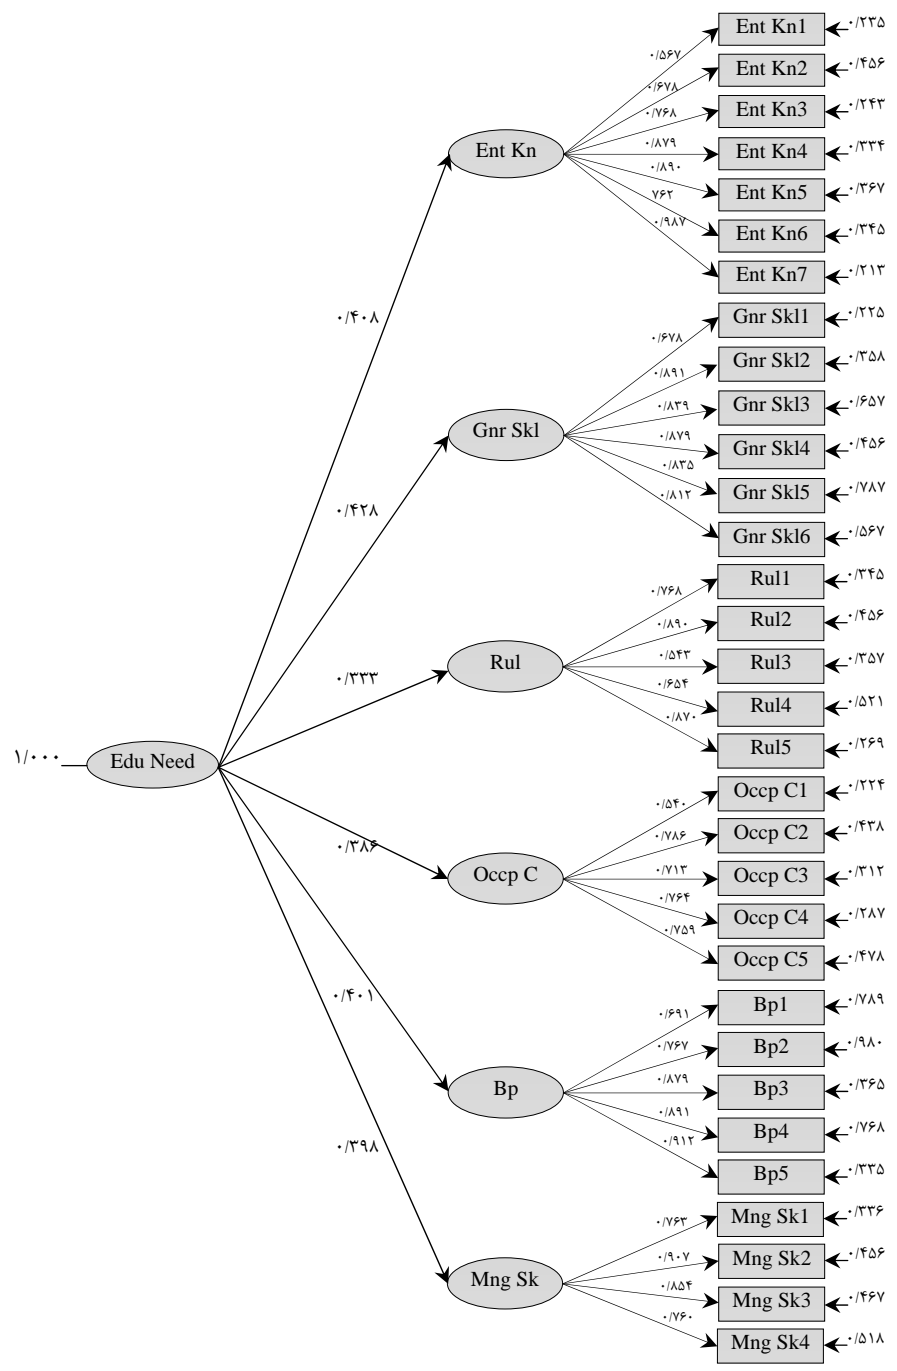 Ent Kn1
۰/۲۳۵
۰/۵۶۷
Ent Kn2
۰/۴۵۶
۰/۶۷۸
Ent Kn3
۰/۲۴۳
۰/۷۶۸
Ent Kn
Ent Kn4
۰/۳۳۴
۰/۸۷۹
۰/۸۹۰
Ent Kn5
۰/۳۶۷
۷۶۲
Ent Kn6
۰/۳۴۵
۰/۹۸۷
Ent Kn7
۰/۲۱۳
۰/۴۰۸
Gnr Skl1
۰/۲۲۵
۰/۶۷۸
Gnr Skl2
۰/۳۵۸
۰/۸۹۱
Gnr Skl3
۰/۶۵۷
۰/۸۳۹
Gnr Skl
۰/۸۷۹
Gnr Skl4
۰/۴۵۶
۰/۸۳۵
Gnr Skl5
۰/۷۸۷
۰/۸۱۲
۰/۴۲۸
Gnr Skl6
۰/۵۶۷
Rul1
۰/۳۴۵
۰/۷۶۸
Rul2
۰/۴۵۶
۰/۸۹۰
Rul
۰/۵۴۳
Rul3
۰/۳۵۷
۰/۳۳۳
۰/۶۵۴
Rul4
۰/۵۲۱
۰/۸۷۰
Rul5
۰/۲۶۹
۱/۰۰۰
Edu Need
Occp C1
۰/۲۲۴
۰/۵۴۰
Occp C2
۰/۴۳۸
۰/۷۸۶
۰/۳۸۶
Occp C
۰/۷۱۳
Occp C3
۰/۳۱۲
۰/۷۶۴
Occp C4
۰/۲۸۷
۰/۷۵۹
Occp C5
۰/۴۷۸
۰/۴۰۱
Bp1
۰/۷۸۹
۰/۶۹۱
Bp2
۰/۹۸۰
۰/۷۶۷
Bp
۰/۸۷۹
Bp3
۰/۳۶۵
۰/۸۹۱
Bp4
۰/۷۶۸
۰/۹۱۲
۰/۳۹۸
Bp5
۰/۳۳۵
Mng Sk1
۰/۳۳۶
۰/۷۶۳
Mng Sk2
۰/۴۵۶
۰/۹۰۷
Mng Sk
۰/۸۵۴
Mng Sk3
۰/۴۶۷
۰/۷۶۰
Mng Sk4
۰/۵۱۸